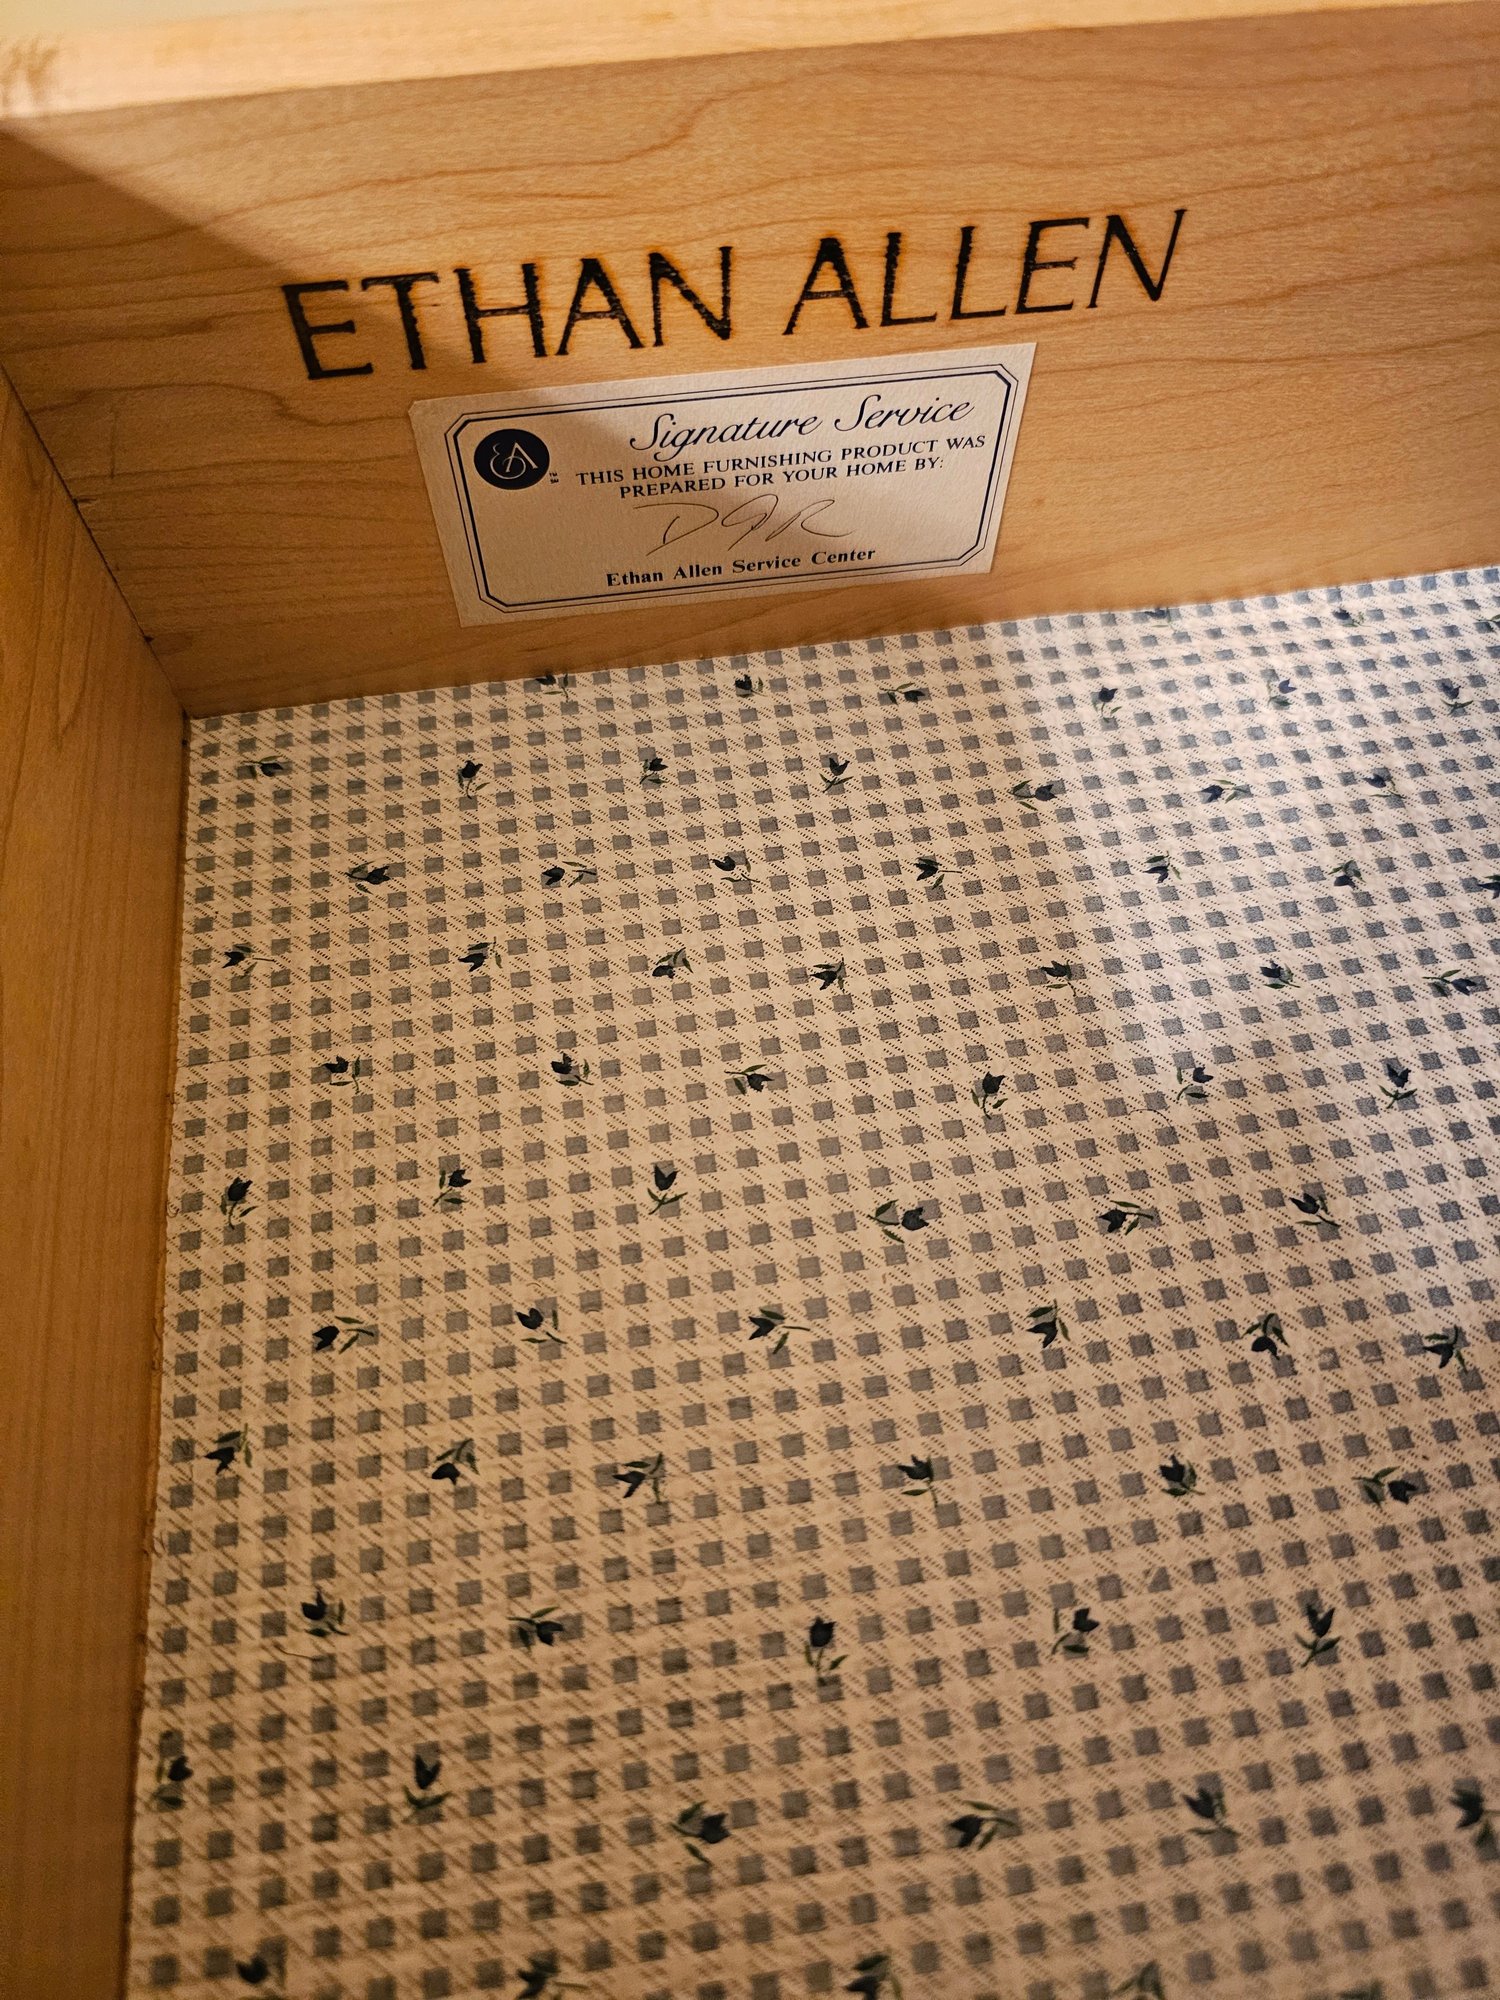 ETHAN ALLEN
Signature Service
THIS HOME FURNISHING PRODUCT WAS
PREPARED FOR YOUR HOME BY:
Ethan Allen Service Center